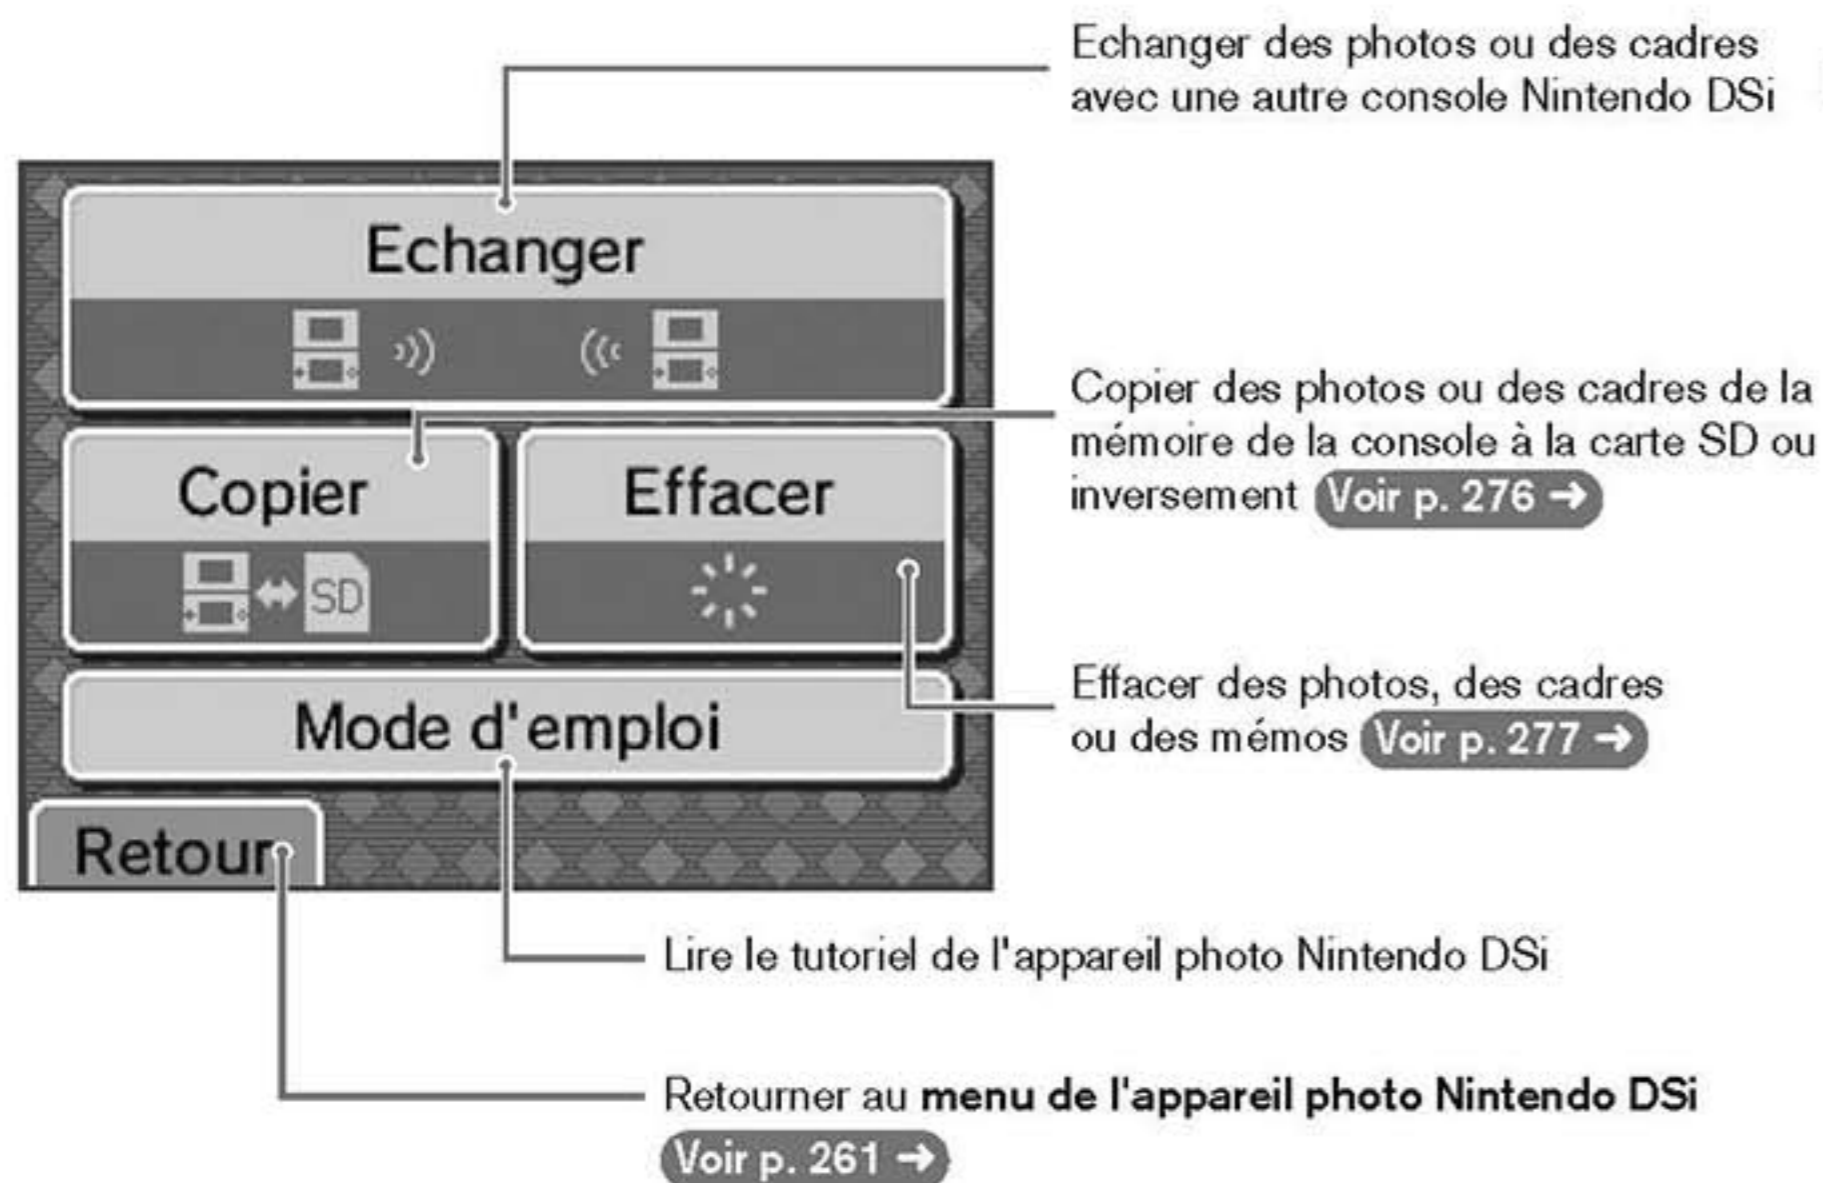 Echanger des photos ou des cadres
avec une autre console Nintendo DSi
Echanger
Copier des photos ou des cadres de la
mémoire de la console à la carte SD ou
inversement Voir p. 276 →
Copier
Effacer
SD
Effacer des photos, des cadres
ou des mémos Voir p. 277 →
Mode d'emploi
Retour
Lire le tutoriel de l'appareil photo Nintendo DSi
Retourner au menu de l'appareil photo Nintendo DSi
Voir p. 261 →